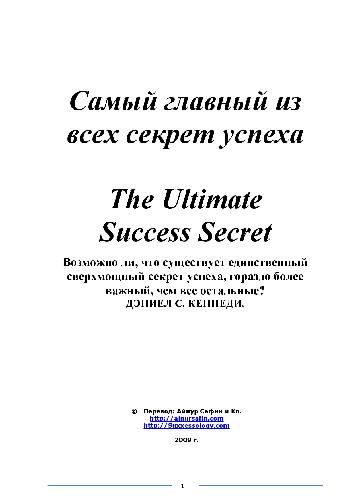 Самый главный из
всех секрет успеха
The Ultimate
Success Secret
Возможно ли, что существует единственный
сверхмощный секрет успеха, гораздо более
важный, чем все остальные?
ДЭНИЕЛ С. КЕННЕДИ.
© Перевод: Айнур Сафин и Ко.
http://ainursafin.com
http://Suxxessology.com
2009 г.
1